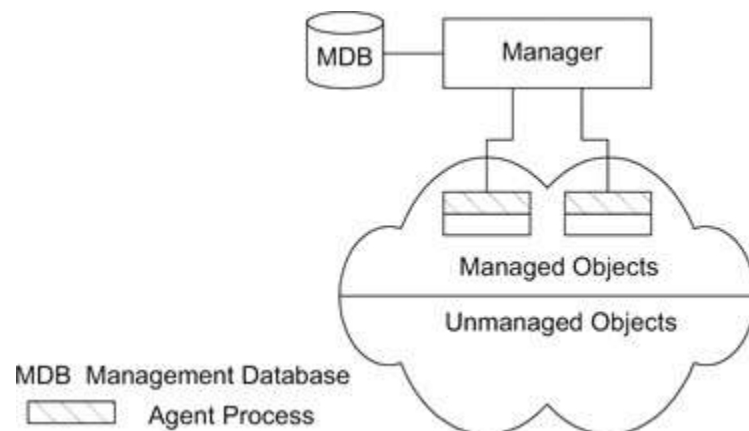 MDB
Manager
Managed Objects
Unmanaged Objects
MDB Management Database
Agent Process